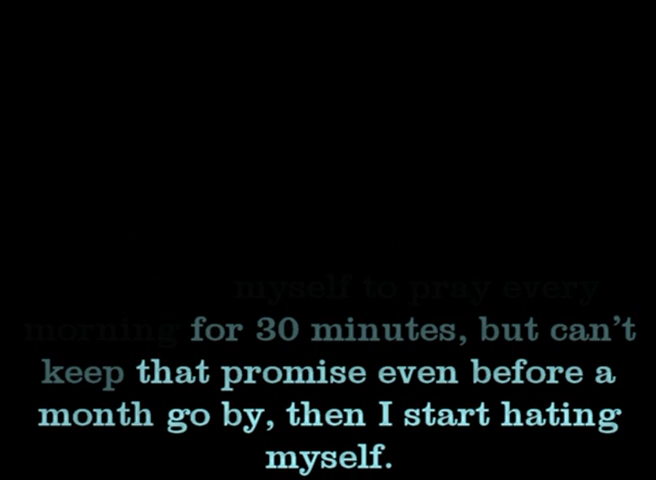 myself to pray every
morning for 30 minutes, but can’t
keep that promise even before a
month go by, then I start hating
myself.